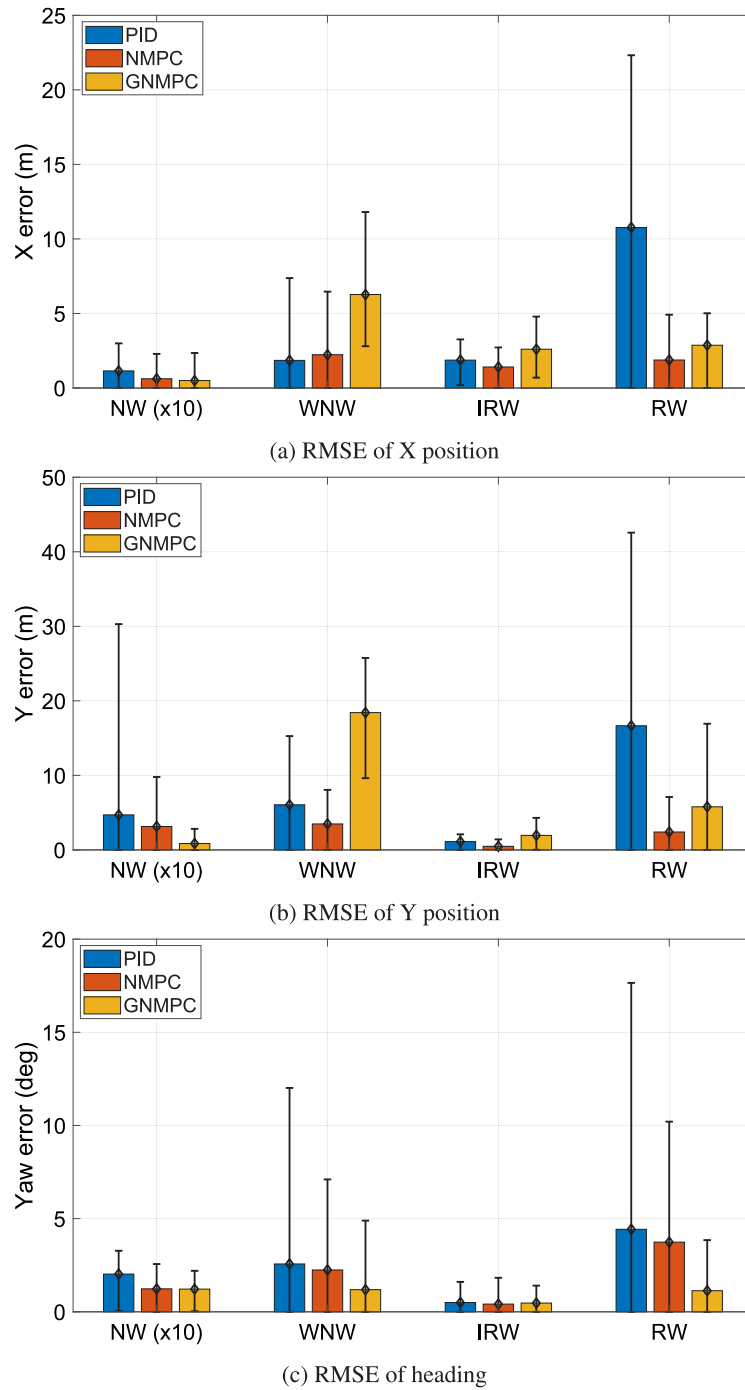 25
20
15
10
5
0
X error (m)
PID
NMPC
GNMPC
NW (x10) WNW IRW RW
(a) RMSE of X position
50
40
30
20
10
0
Y error (m)
PID
NMPC
GNMPC
NW (x10) WNW IRW RW
(b) RMSE of Y position
20
15
10
5
0
Yaw error (deg)
PID
NMPC
GNMPC
NW (x10) WNW IRW RW
(c) RMSE of heading